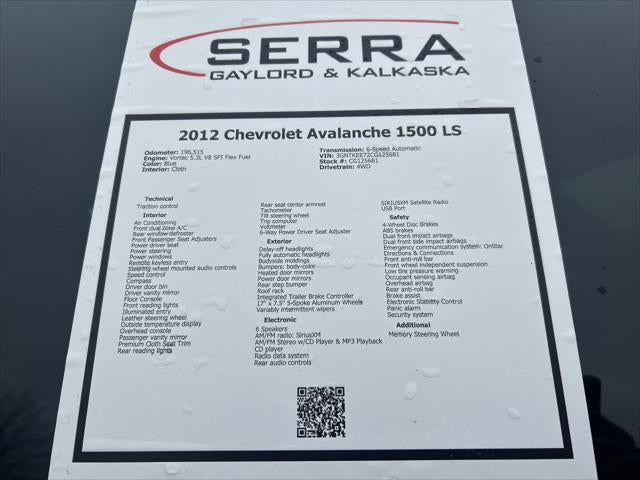 SERRA
GAYLORD & KALKASKA
2012 Chevrolet Avalanche 1500 LS
Odometer: 196,515
Engine: Vortec 5.3L V8 SFI Flex Fuel
Color: Blue
Interior: Cloth
Transmission: 6-Speed Automatic
VIN: 3GNTKEE72CG125681
Stock #: CG125681
Drivetrain: 4WD
Technical
Traction control
Interior
Air Conditioning
Front dual zone A/C
Rear window defroster
Front Passenger Seat Adjusters
Power driver seat
Power steering
Power windows
Remote keyless entry
Steering wheel mounted audio controls
Speed control
Compass
Driver door bin
Driver vanity mirror
Floor Console
Front reading lights
Illuminated entry
Leather steering wheel
Outside temperature display
Overhead console
Passenger vanity mirror
Premium Cloth Seat Trim
Rear reading lights
Rear seat center armrest
Tachometer
Tilt steering wheel
Trip computer
Voltmeter
6-Way Power Driver Seat Adjuster
Exterior
Delay-off headlights
Fully automatic headlights
Bodyside moldings
Bumpers: body-color
Heated door mirrors
Power door mirrors
Rear step bumper
Roof rack
Integrated Trailer Brake Controller
17" x 7.5" 5-Spoke Aluminum Wheels
Variably intermittent wipers
Electronic
6 Speakers
AM/FM radio: SiriusXM
AM/FM Stereo w/CD Player & MP3 Playback
CD player
Radio data system
Rear audio controls
SIRIUSXM Satellite Radio
USB Port
Safety
4-Wheel Disc Brakes
ABS brakes
Dual front impact airbags
Dual front side impact airbags
Emergency communication system: OnStar
Directions & Connections
Front anti-roll bar
Front wheel independent suspension
Low tire pressure warning
Occupant sensing airbag
Overhead airbag
Rear anti-roll bar
Brake assist
Electronic Stability Control
Panic alarm
Security system
Additional
Memory Steering Wheel